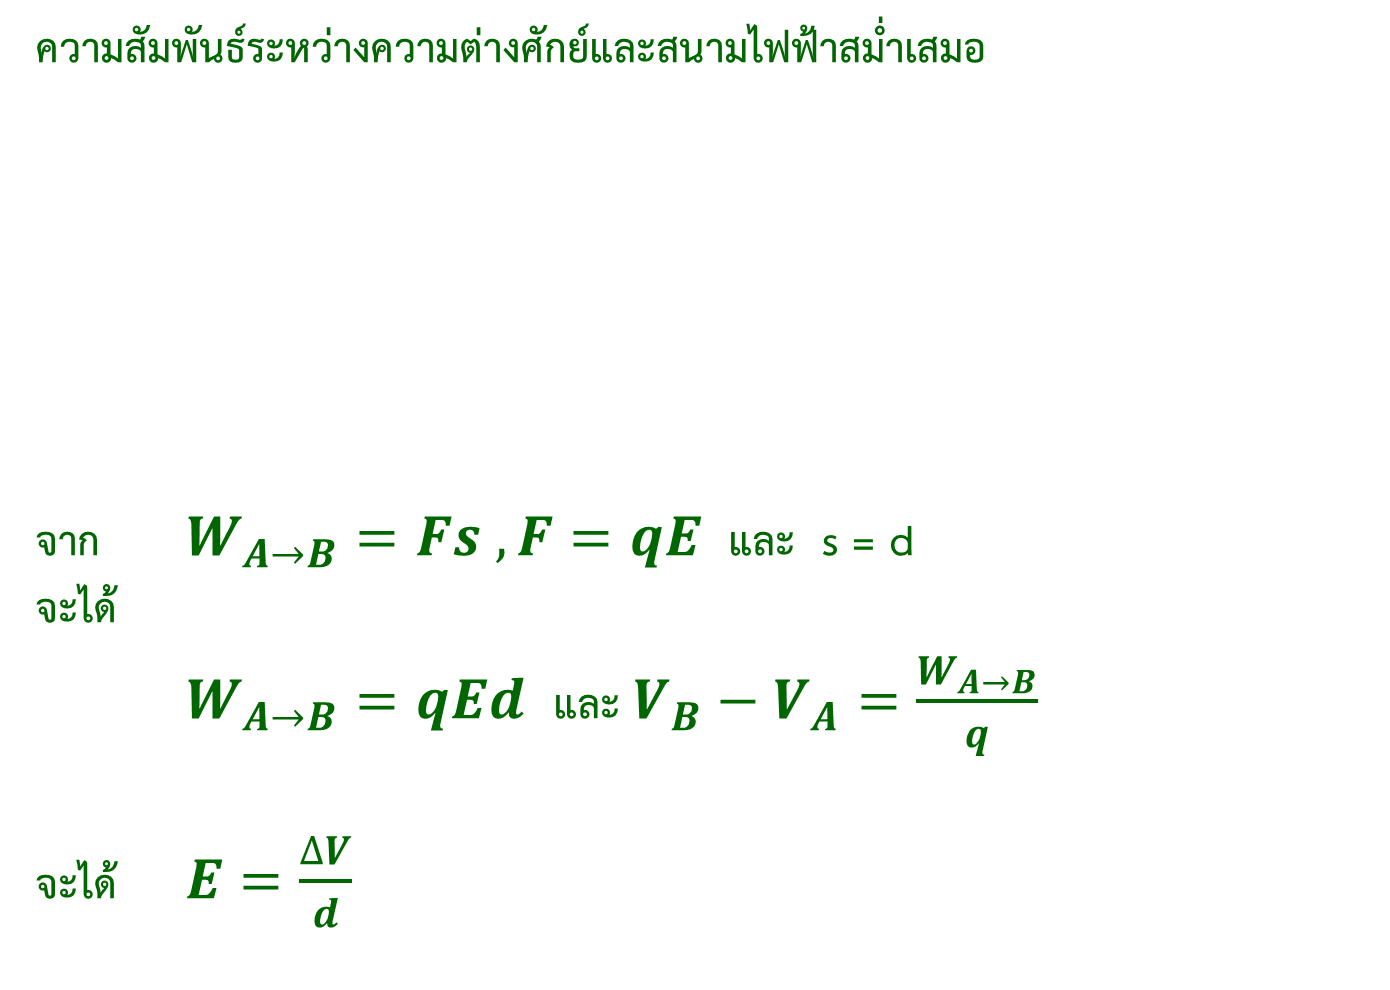 ความสัมพันธ์ระหว่างความต่างศักย์และสนามไฟฟ้าสม่ำเสมอ
จาก W_{A→B} = Fs , F = qE และ s = d
จะได้
W_{A→B} = qEd และ V_B − V_A = \frac{W_{A→B}}{q}
จะได้ E = \frac{ΔV}{d}